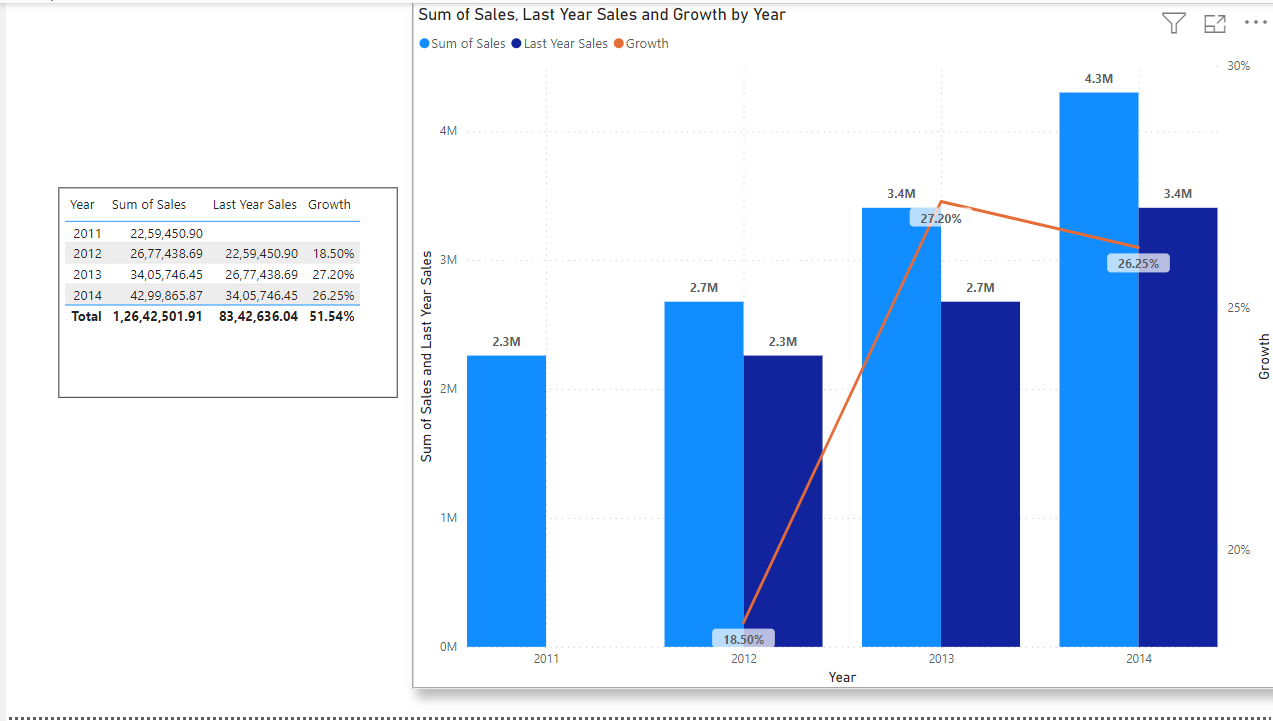 Sum of Sales, Last Year Sales and Growth by Year
Sum of Sales Last Year Sales Growth
Year Sum of Sales Last Year Sales Growth
2011 22,59,450.90
2012 26,77,438.69 22,59,450.90 18.50%
2013 34,05,746.45 26,77,438.69 27.20%
2014 42,99,865.87 34,05,746.45 26.25%
Total 1,26,42,501.91 83,42,636.04 51.54%
Sum of Sales and Last Year Sales
4M
3M
2M
1M
0M
2.3M
2.7M
2.3M
3.4M
2.7M
4.3M
3.4M
18.50%
27.20%
26.25%
30%
25%
20%
Growth
2011 2012 2013 2014
Year